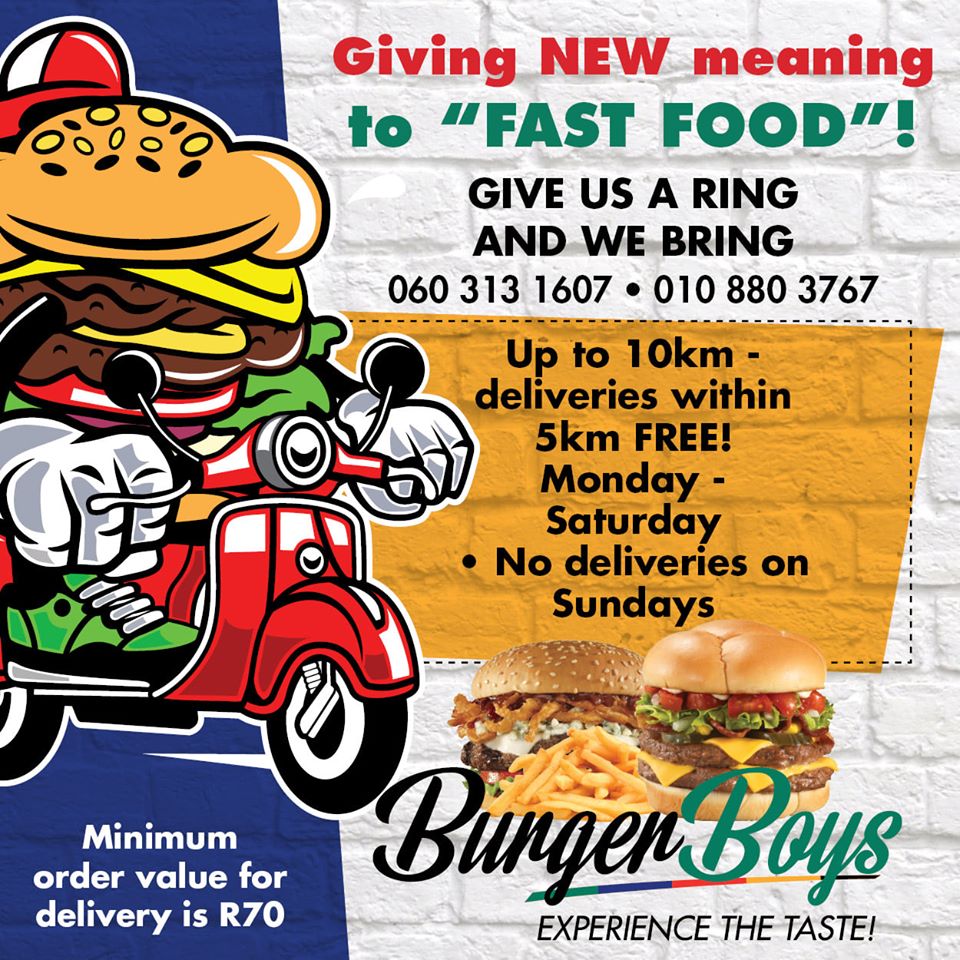 Giving NEW meaning
to “FAST FOOD”!
GIVE US A RING
AND WE BRING
060 313 1607 • 010 880 3767
Up to 10km -
deliveries within
5km FREE!
Monday -
Saturday
• No deliveries on
Sundays
Minimum
order value for
delivery is R70
Burger Boys
EXPERIENCE THE TASTE!